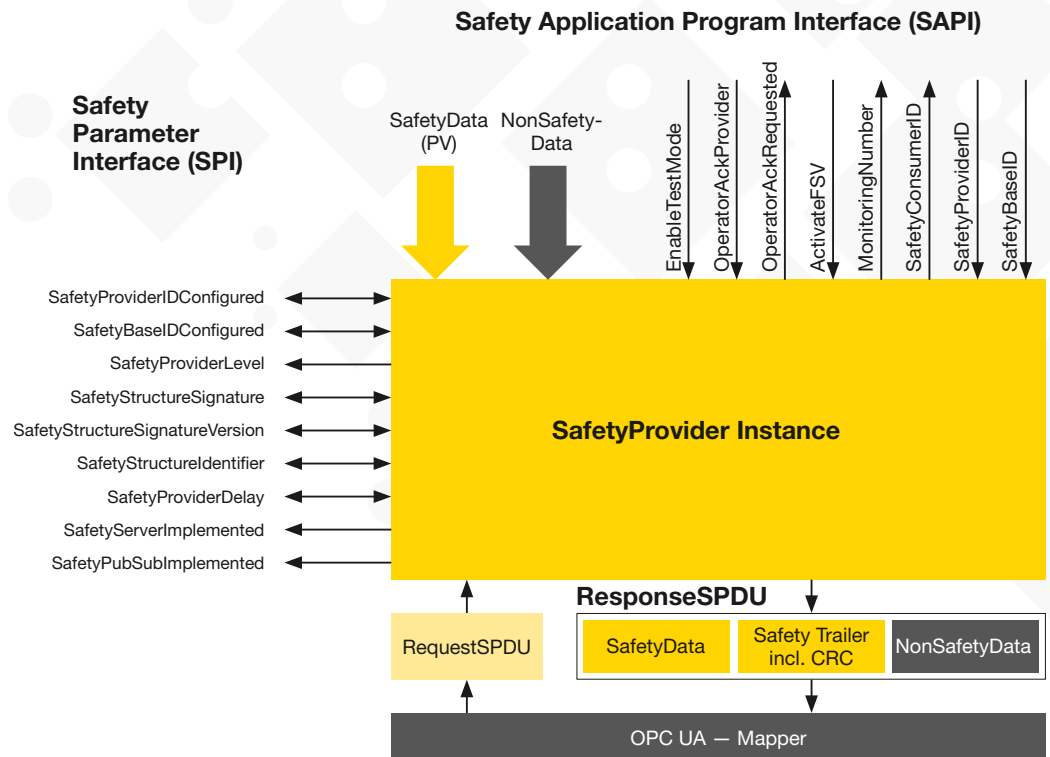 Safety Application Program Interface (SAPI)
Safety
Parameter
Interface (SPI)
SafetyData
(PV)
NonSafety-
Data
EnableTestMode
OperatorAckProvider
OperatorAckRequested
ActivateFSV
MonitoringNumber
SafetyConsumerID
SafetyProviderID
SafetyBaseID
SafetyProviderIDConfigured
SafetyBaseIDConfigured
SafetyProviderLevel
SafetyStructureSignature
SafetyStructureSignatureVersion
SafetyStructureIdentifier
SafetyProviderDelay
SafetyServerImplemented
SafetyPubSubImplemented
SafetyProvider Instance
RequestSPDU
ResponseSPDU
SafetyData
Safety Trailer
incl. CRC
NonSafetyData
OPC UA — Mapper